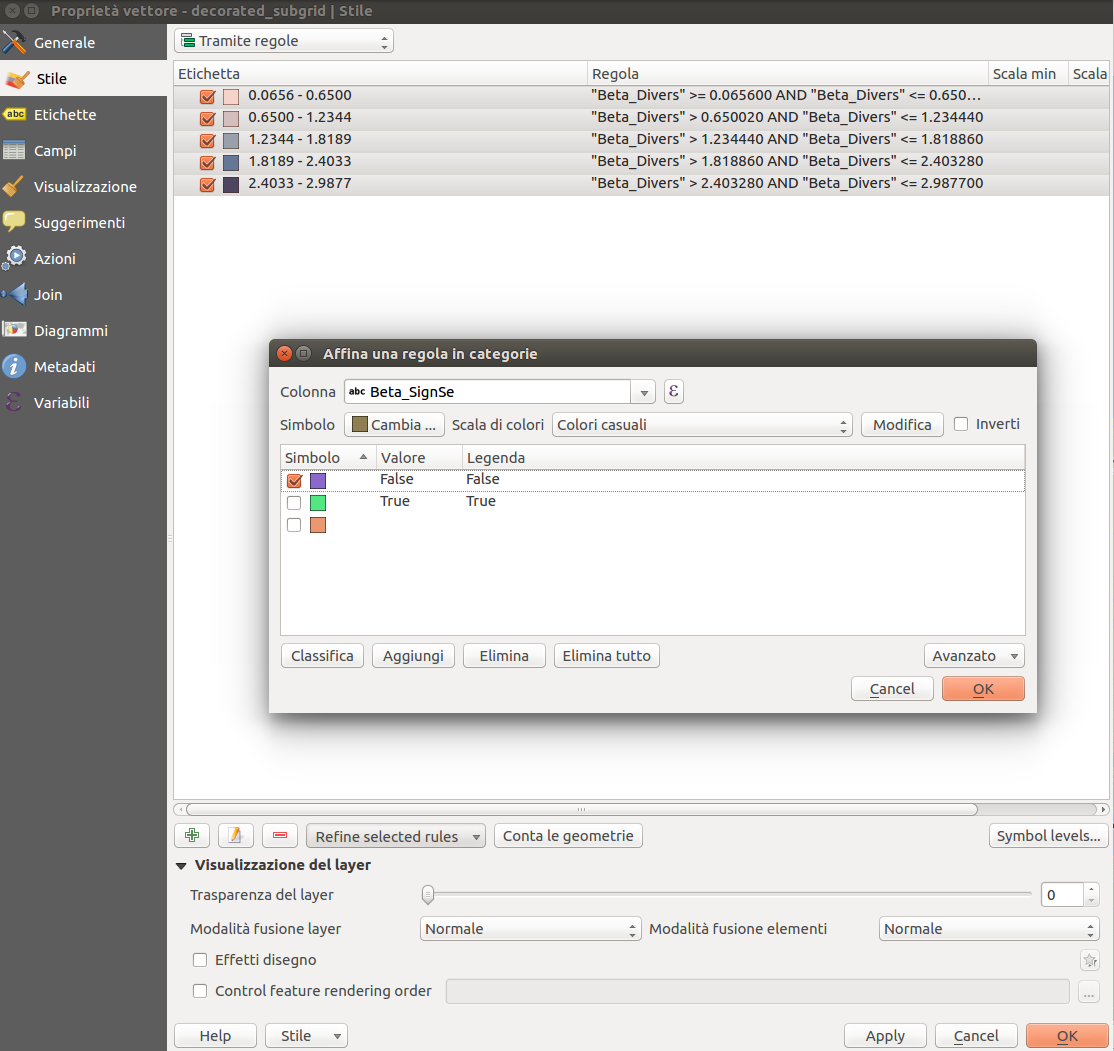 Proprietà vettore - decorated_subgrid | Stile
Generale
Stile
Etichette
Campi
Visualizzazione
Suggerimenti
Azioni
Join
Diagrammi
Metadati
Variabili
Tramite regole
Etichetta Regola Scala min Scala
0.0656 - 0.6500 "Beta_Divers" >= 0.065600 AND "Beta_Divers" <= 0.650...
0.6500 - 1.2344 "Beta_Divers" > 0.650020 AND "Beta_Divers" <= 1.234440
1.2344 - 1.8189 "Beta_Divers" > 1.234440 AND "Beta_Divers" <= 1.818860
1.8189 - 2.4033 "Beta_Divers" > 1.818860 AND "Beta_Divers" <= 2.403280
2.4033 - 2.9877 "Beta_Divers" > 2.403280 AND "Beta_Divers" <= 2.987700
Affina una regola in categorie
Colonna abc Beta_SignSe ε
Simbolo Cambia ... Scala di colori Colori casuali Modifica Inverti
Simbolo Valore Legenda
False False
True True
Classifica Aggiungi Elimina Elimina tutto Avanzato
Cancel OK
Refine selected rules Conta le geometrie Symbol levels...
Visualizzazione del layer
Trasparenza del layer 0
Modalità fusione layer Normale Modalità fusione elementi Normale
Effetti disegno
Control feature rendering order ...
Help Stile Apply Cancel OK